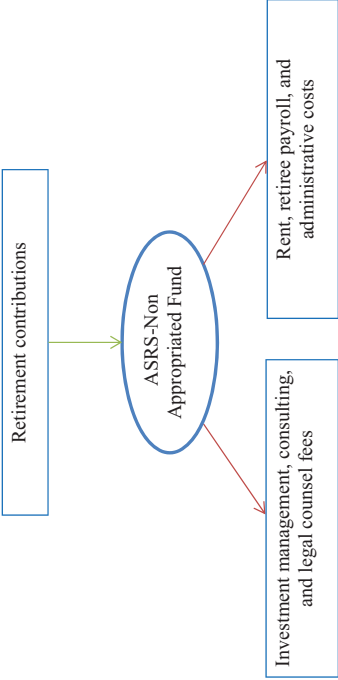 Retirement contributions
ASRS-Non
Appropriated Fund
Investment management, consulting,
and legal counsel fees
Rent, retiree payroll, and
administrative costs